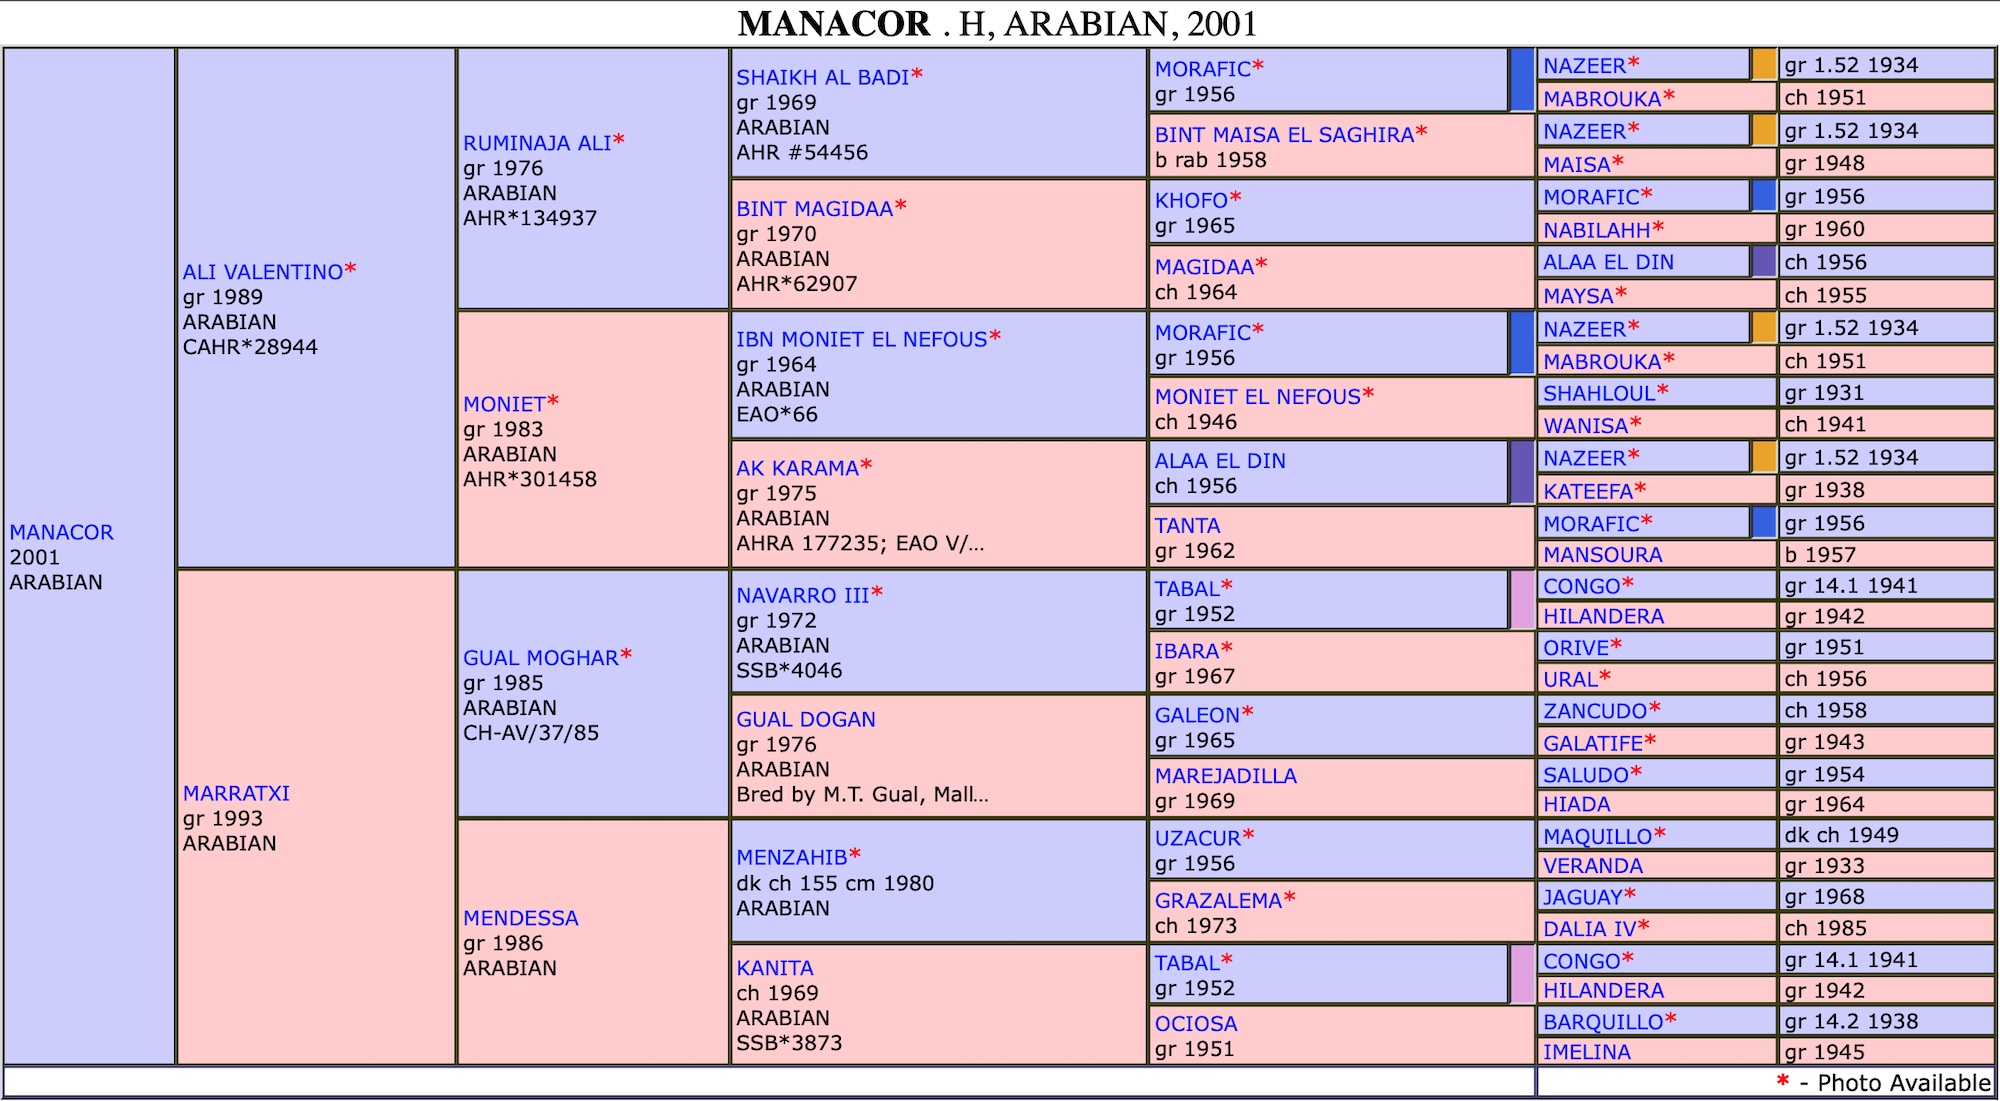 MANACOR . H, ARABIAN, 2001
MANACOR
2001
ARABIAN
ALI VALENTINO*
gr 1989
ARABIAN
CAHR*28944
RUMINAJA ALI*
gr 1976
ARABIAN
AHR*134937
SHAIKH AL BADI*
gr 1969
ARABIAN
AHR #54456
MORAFIC*
gr 1956
NAZEER*
gr 1.52 1934
MABROUKA*
ch 1951
BINT MAISA EL SAGHIRA*
b rab 1958
NAZEER*
gr 1.52 1934
MAISA*
gr 1948
BINT MAGIDAA*
gr 1970
ARABIAN
AHR*62907
KHOFO*
gr 1965
MORAFIC*
gr 1956
NABILAHH*
gr 1960
MAGIDAA*
ch 1964
ALAA EL DIN
ch 1956
MAYSA*
ch 1955
MONIET*
gr 1983
ARABIAN
AHR*301458
IBN MONIET EL NEFOUS*
gr 1964
ARABIAN
EAO*66
MORAFIC*
gr 1956
NAZEER*
gr 1.52 1934
MABROUKA*
ch 1951
MONIET EL NEFOUS*
ch 1946
SHAHLOUL*
gr 1931
WANISA*
ch 1941
AK KARAMA*
gr 1975
ARABIAN
AHRA 177235; EAO V/...
ALAA EL DIN
ch 1956
NAZEER*
gr 1.52 1934
KATEEFA*
gr 1938
TANTA
gr 1962
MORAFIC*
gr 1956
MANSOURA
b 1957
MARRATXI
gr 1993
ARABIAN
GUAL MOGHAR*
gr 1985
ARABIAN
CH-AV/37/85
NAVARRO III*
gr 1972
ARABIAN
SSB*4046
TABAL*
gr 1952
CONGO*
gr 14.1 1941
HILANDERA
gr 1942
IBARA*
gr 1967
ORIVE*
gr 1951
URAL*
ch 1956
GUAL DOGAN
gr 1976
ARABIAN
Bred by M.T. Gual, Mall...
GALEON*
gr 1965
ZANCUDO*
ch 1958
GALATIFE*
gr 1943
MAREJADILLA
gr 1969
SALUDO*
gr 1954
HIADA
gr 1964
MENDESSA
gr 1986
ARABIAN
MENZAHIB*
dk ch 155 cm 1980
ARABIAN
UZACUR*
gr 1956
MAQUILLO*
dk ch 1949
VERANDA
gr 1933
GRAZALEMA*
ch 1973
JAGUAY*
gr 1968
DALIA IV*
ch 1985
KANITA
ch 1969
ARABIAN
SSB*3873
TABAL*
gr 1952
CONGO*
gr 14.1 1941
HILANDERA
gr 1942
OCIOSA
gr 1951
BARQUILLO*
gr 14.2 1938
IMELINA
gr 1945
* - Photo Available